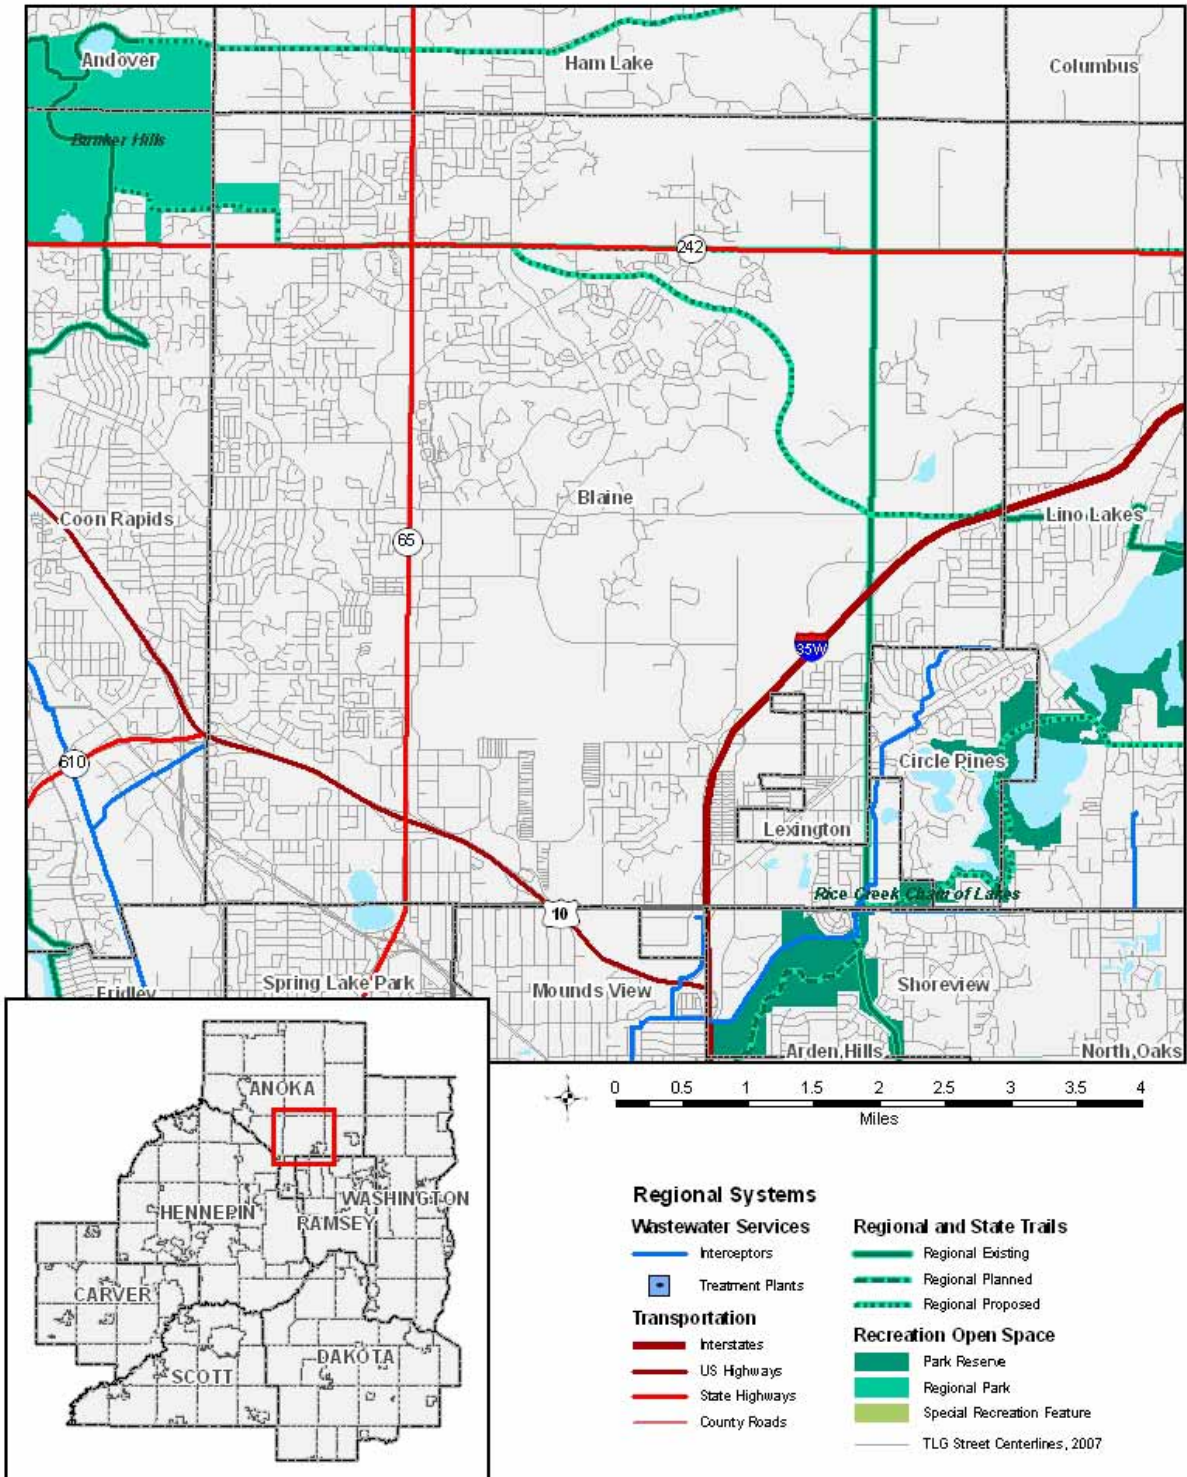 Andover
Ham Lake
Columbus
Bunker Hills
242
Blaine
Coon Rapids
Lino Lakes
65
35W
610
Circle Pines
Lexington
Rice Creek Chain of Lakes
10
Spring Lake Park
Mounds View
Shoreview
Fridley
Arden Hills
North Oaks
0 0.5 1 1.5 2 2.5 3 3.5 4
Miles
ANOKA
WASHINGTON
HENNEPIN
RAMSEY
CARVER
DAKOTA
SCOTT
Regional Systems
Wastewater Services
Interceptors
Treatment Plants
Transportation
Interstates
US Highways
State Highways
County Roads
Regional and State Trails
Regional Existing
Regional Planned
Regional Proposed
Recreation Open Space
Park Reserve
Regional Park
Special Recreation Feature
TLG Street Centerlines, 2007